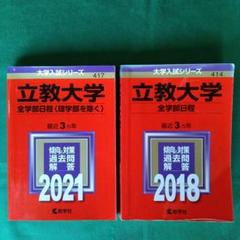 大学入試シリーズ
417
立教大学
全学部日程〈理学部を除く〉
最近3カ年
傾向と対策
過去問
解答
2021
教学社
大学入試シリーズ
414
立教大学
全学部日程
最近3カ年
傾向と対策
過去問
解答
2018
教学社